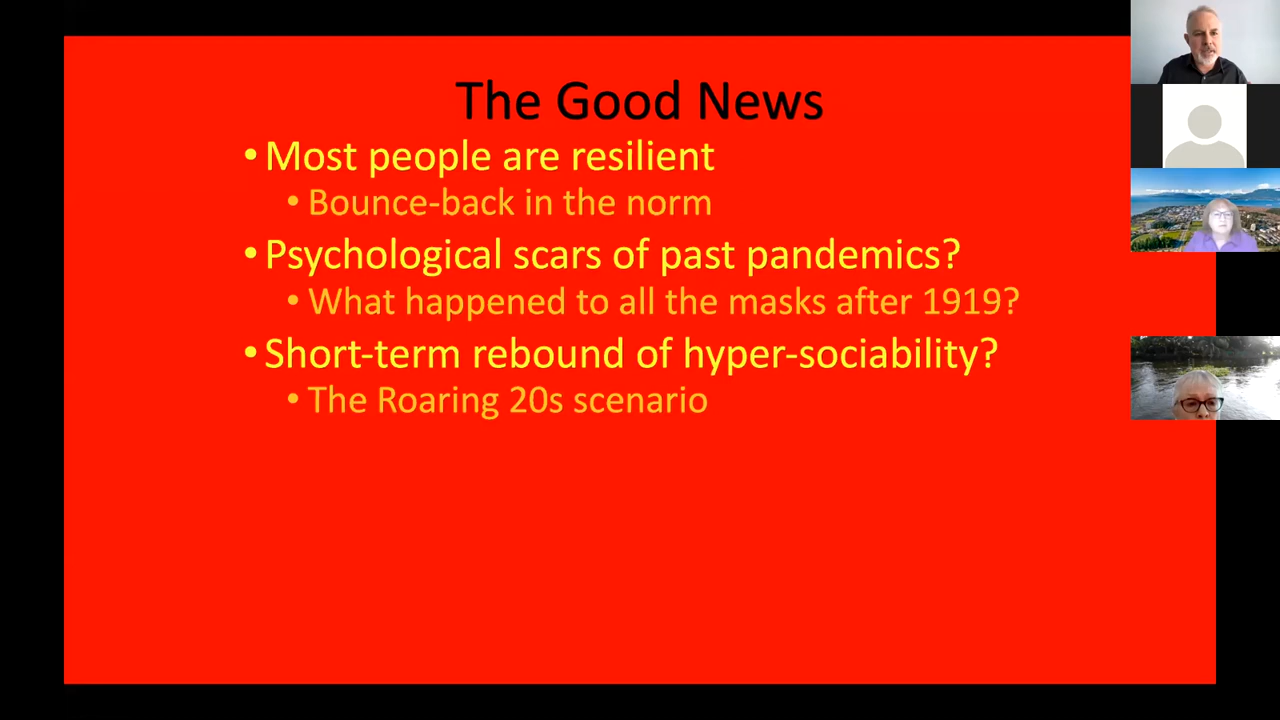 The Good News
• Most people are resilient
• Bounce-back in the norm
• Psychological scars of past pandemics?
• What happened to all the masks after 1919?
• Short-term rebound of hyper-sociability?
• The Roaring 20s scenario